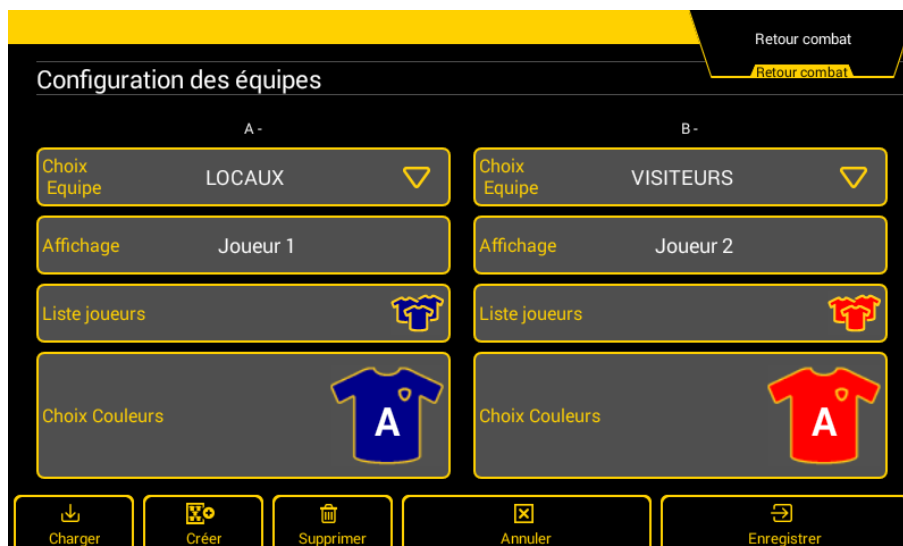 Retour combat
Retour combat
Configuration des équipes
A -
B -
Choix
Equipe
LOCAUX
Choix
Equipe
VISITEURS
Affichage
Joueur 1
Affichage
Joueur 2
Liste joueurs
Liste joueurs
Choix Couleurs
A
Choix Couleurs
A
Charger
Créer
Supprimer
Annuler
Enregistrer